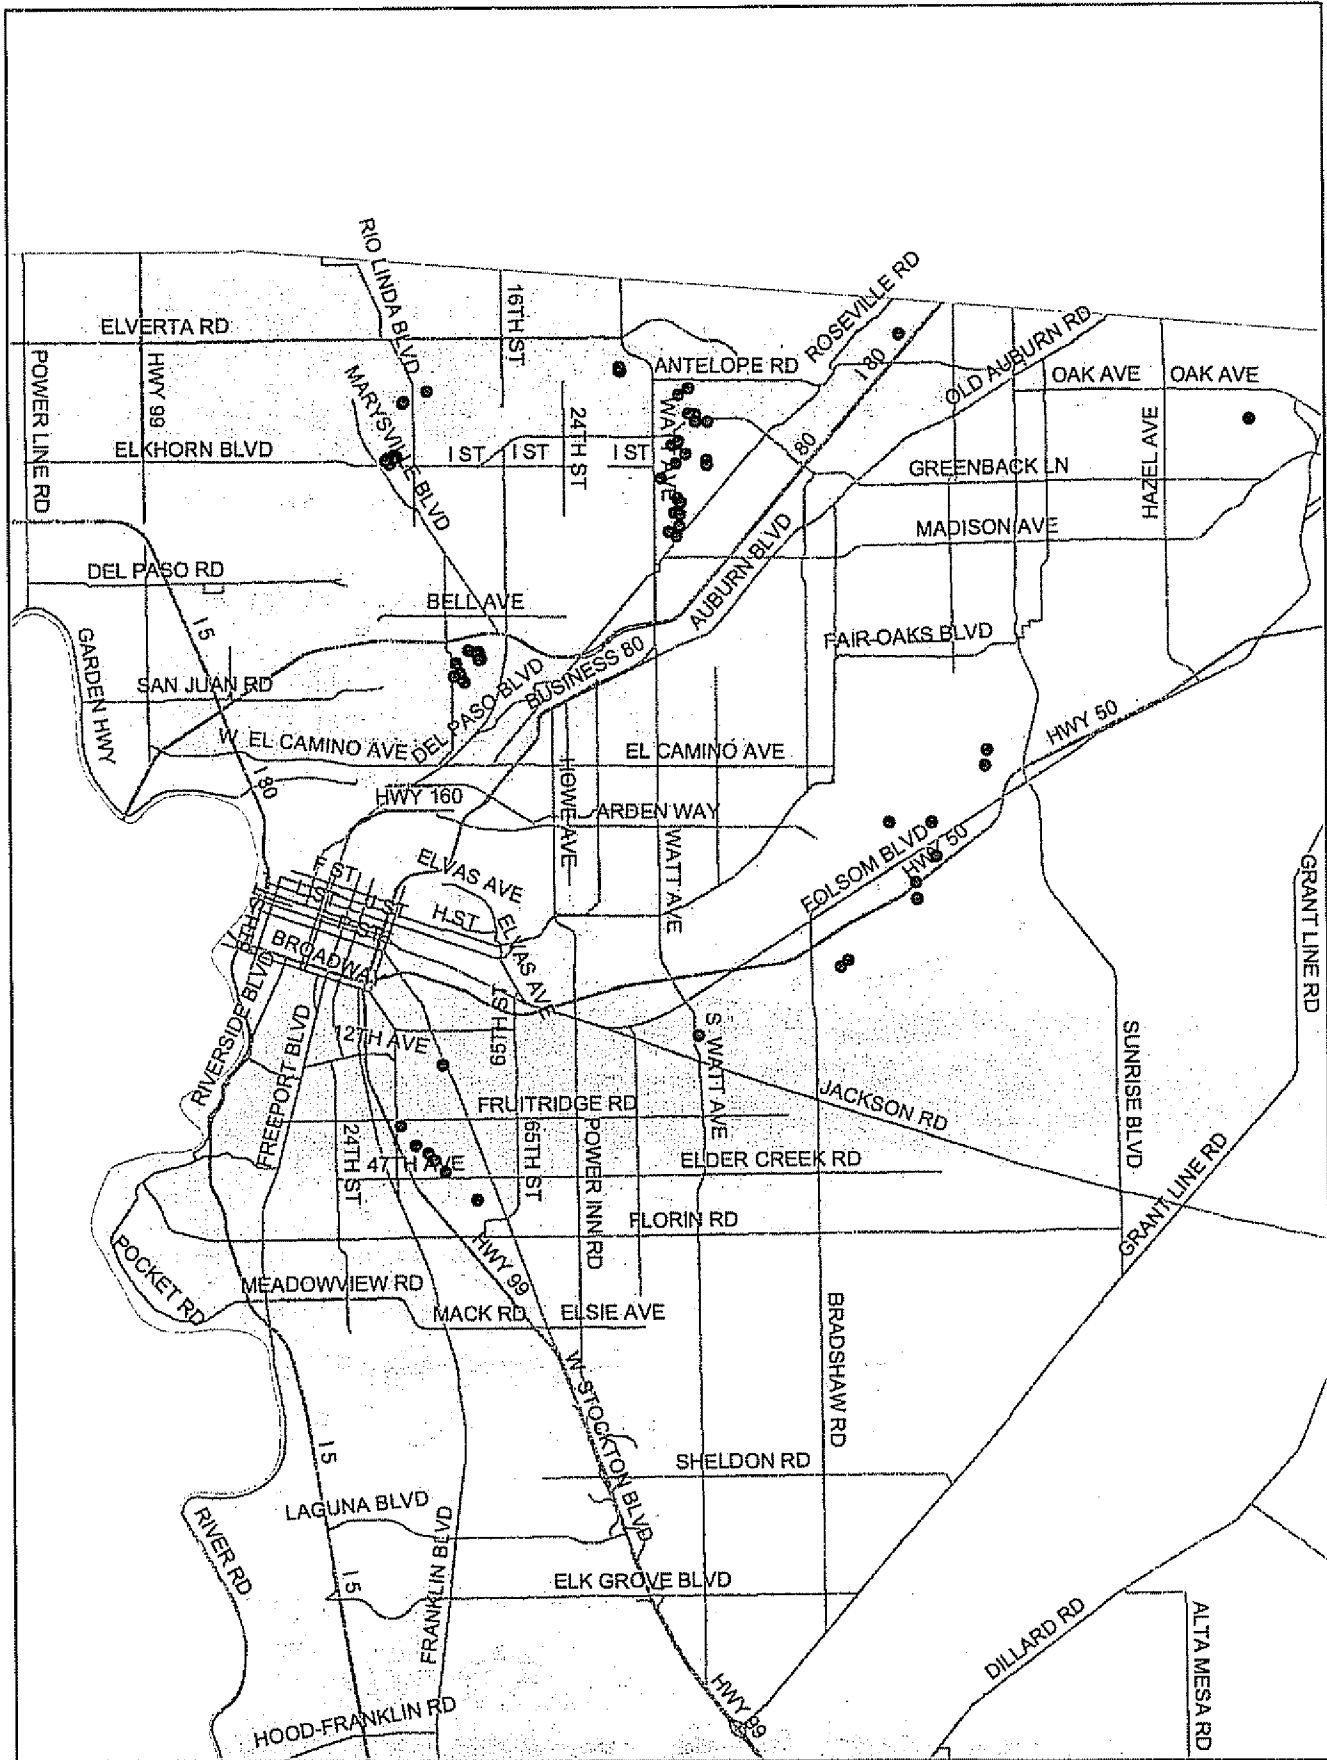 RIO LINDA BLVD
16TH ST
ROSEVILLE RD
ELVERTA RD
POWER LINE RD
HWY 99
MARYSVILLE BLVD
ANTELOPE RD
I 80
OLD AUBURN RD
OAK AVE
OAK AVE
ELKHORN BLVD
I ST
I ST
24TH ST
I ST
WATT AVE
80
GREENBACK LN
HAZEL AVE
MADISON AVE
DEL PASO RD
BELL AVE
AUBURN BLVD
I 5
GARDEN HWY
FAIR OAKS BLVD
SAN JUAN RD
DEL PASO BLVD
BUSINESS 80
HWY 50
W EL CAMINO AVE
EL CAMINO AVE
I 80
HWY 160
HOWE AVE
ARDEN WAY
WATT AVE
FOLSOM BLVD
HWY 50
GRANT LINE RD
F ST
ELVAS AVE
L ST
I ST
H ST
P ST
5TH ST
BROADWA
ELVAS AVE
RIVERSIDE BLVD
FREEPORT BLVD
12TH AVE
65TH ST
S WATT AVE
SUNRISE BLVD
FRUITRIDGE RD
JACKSON RD
24TH ST
47TH AVE
65TH ST
POWER INN RD
ELDER CREEK RD
FLORIN RD
GRANT LINE RD
POCKET RD
HWY 99
MEADOWVIEW RD
MACK RD
ELSIE AVE
BRADSHAW RD
W STOCKTON BLVD
I 5
SHELDON RD
LAGUNA BLVD
RIVER RD
FRANKLIN BLVD
I 5
ELK GROVE BLVD
DILLARD RD
ALTA MESA RD
HWY 99
HOOD-FRANKLIN RD